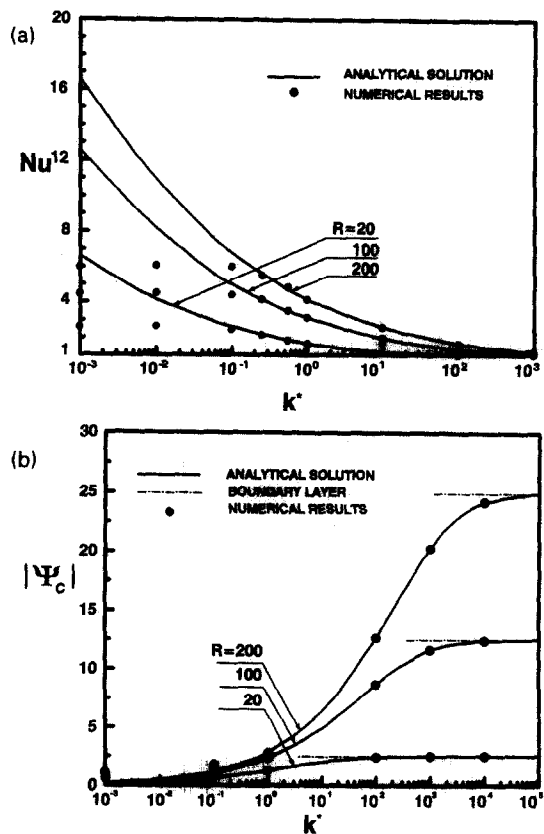 (a)
20
16
12
8
4
1
Nu
ANALYTICAL SOLUTION
NUMERICAL RESULTS
R=20
100
200
10⁻³ 10⁻² 10⁻¹ 10⁰ 10¹ 10² 10³
k*
(b)
30
25
20
15
10
5
0
|Ψc|
ANALYTICAL SOLUTION
BOUNDARY LAYER
NUMERICAL RESULTS
R=200
100
20
10⁻³ 10⁻² 10⁻¹ 10⁰ 10¹ 10² 10³ 10⁴ 10⁵
k*